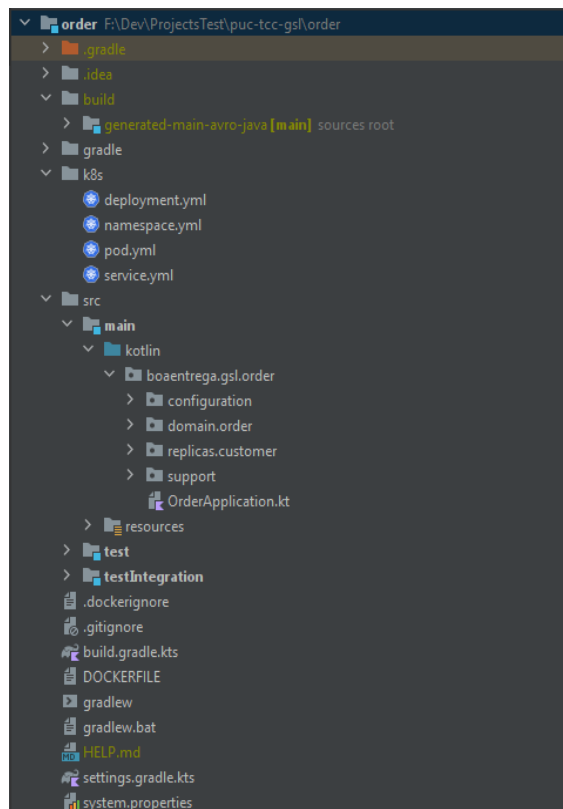 order F:\Dev\ProjectsTest\puc-tcc-gsl\order
.gradle
.idea
build
generated-main-avro-java [main] sources root
gradle
k8s
deployment.yml
namespace.yml
pod.yml
service.yml
src
main
kotlin
boaentrega.gsl.order
configuration
domain.order
replicas.customer
support
OrderApplication.kt
resources
test
testIntegration
.dockerignore
.gitignore
build.gradle.kts
DOCKERFILE
gradlew
gradlew.bat
MD HELP.md
settings.gradle.kts
system.properties